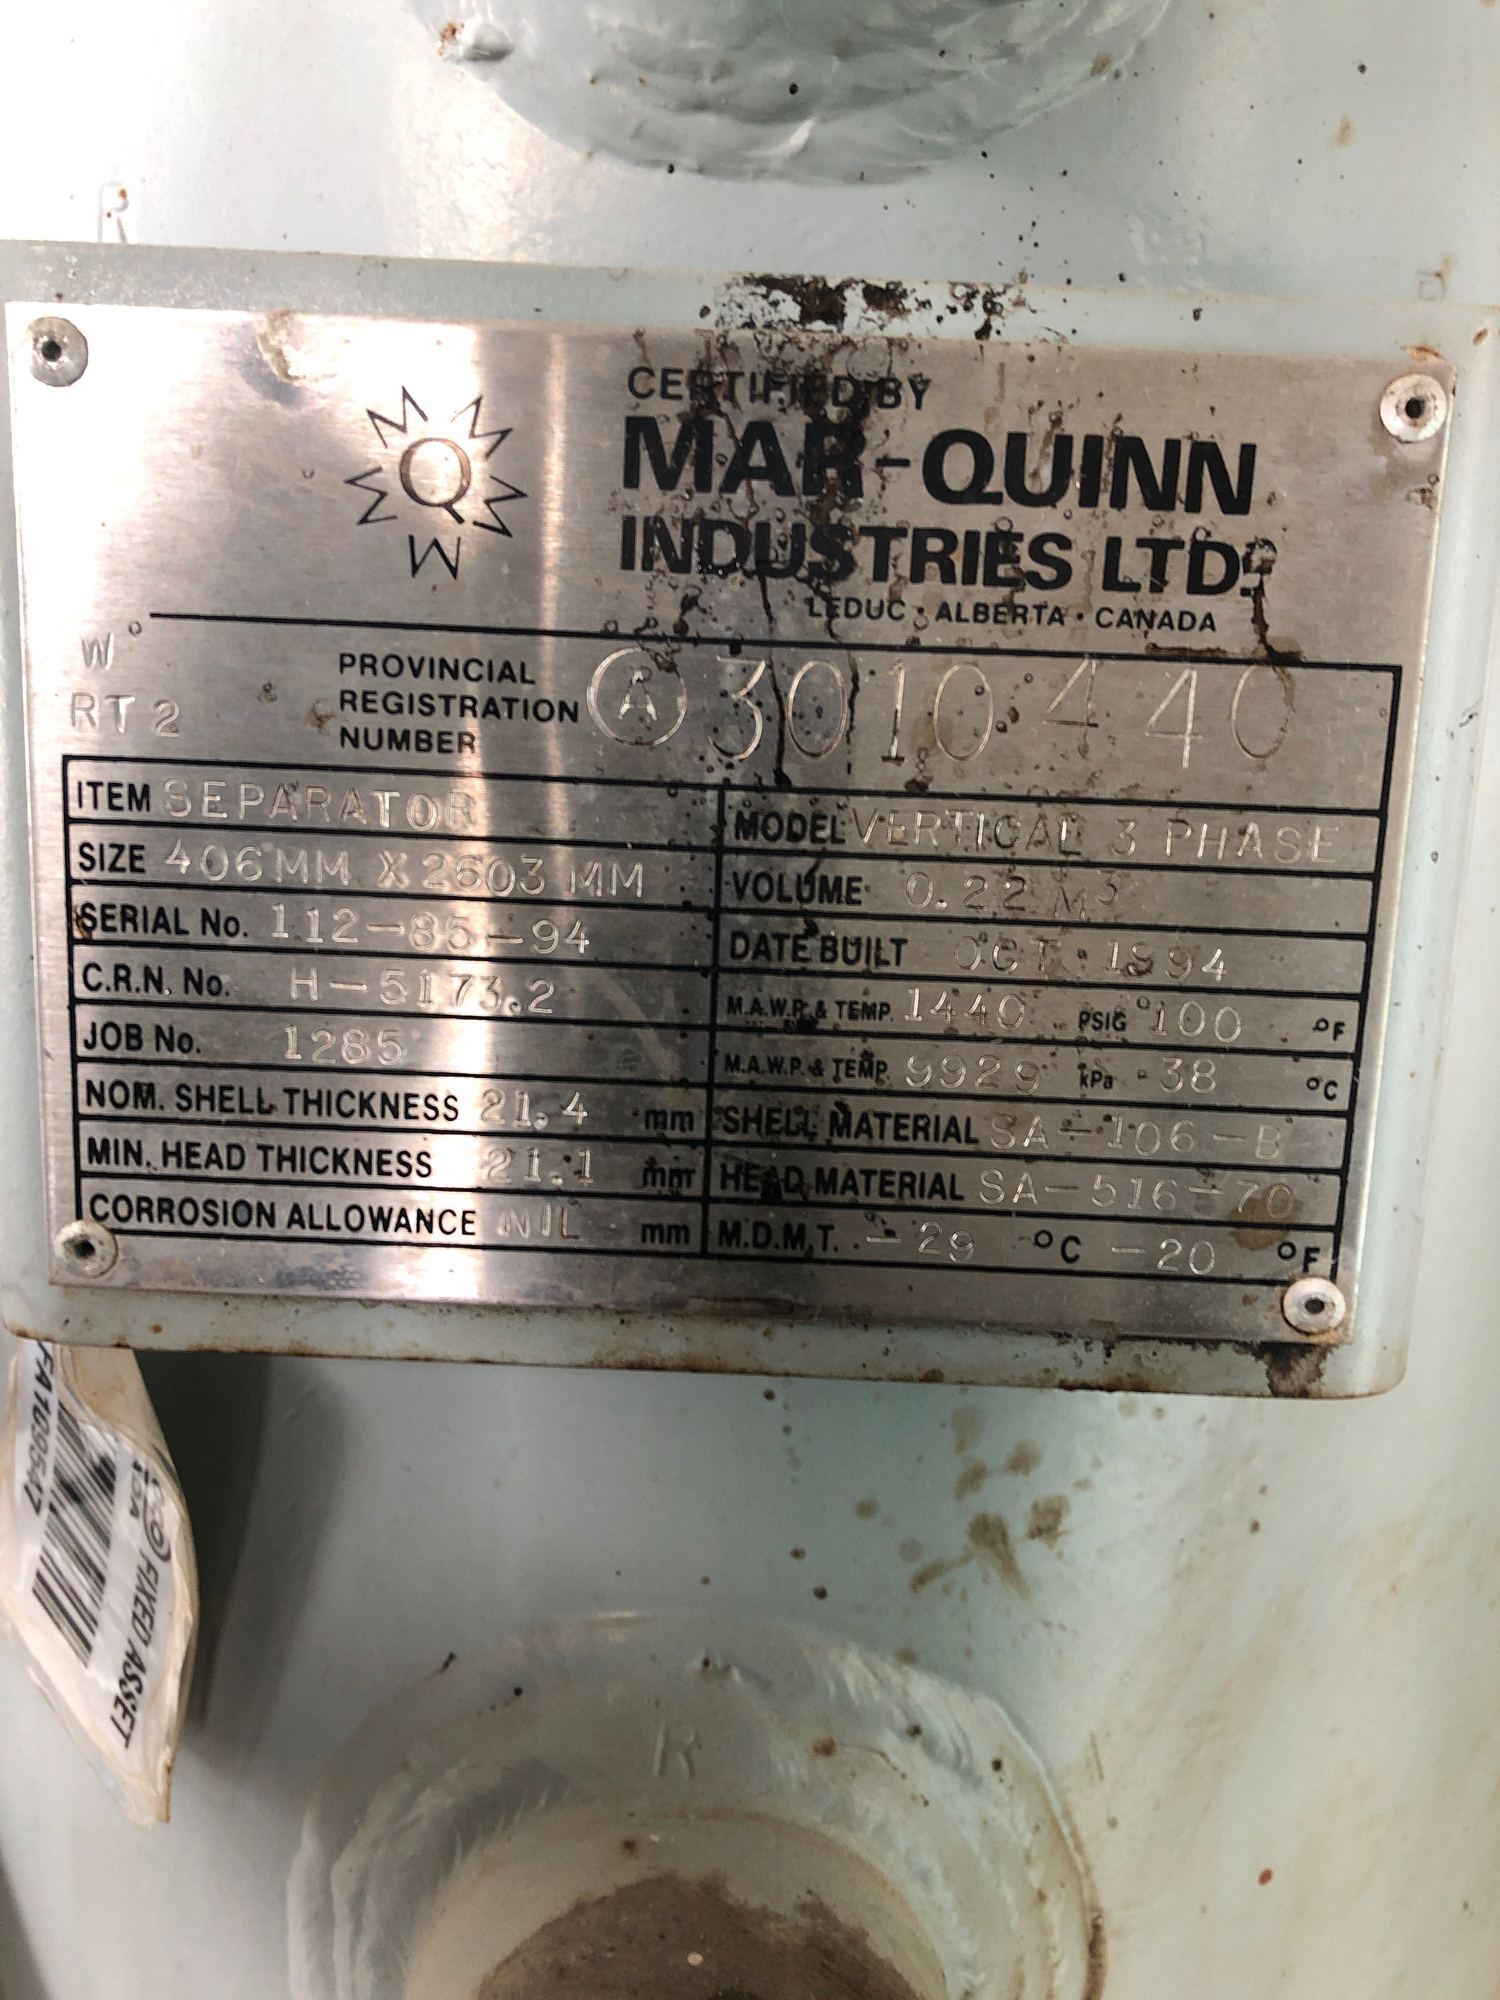 R
CERTIFIED BY
MAR-QUINN
INDUSTRIES LTD.
LEDUC • ALBERTA • CANADA
M M M Q M M M
W
RT 2
PROVINCIAL REGISTRATION NUMBER A 3010440
ITEM SEPARATOR
MODEL VERTICAL 3 PHASE
SIZE 406 MM X 2603 MM
VOLUME 0.22 M3
SERIAL No. 112-85-94
DATE BUILT OCT. 1994
C.R.N. No. H-5173.2
M.A.W.P. & TEMP. 1440 PSIG 100 °F
JOB No. 1285
M.A.W.P. & TEMP. 9929 kPa 38 °C
NOM. SHELL THICKNESS 21.4 mm
SHELL MATERIAL SA-106-B
MIN. HEAD THICKNESS 21.1 mm
HEAD MATERIAL SA-516-70
CORROSION ALLOWANCE NIL mm
M.D.M.T. -29 °C -20 °F
FA1099547
FIXED ASSET
R